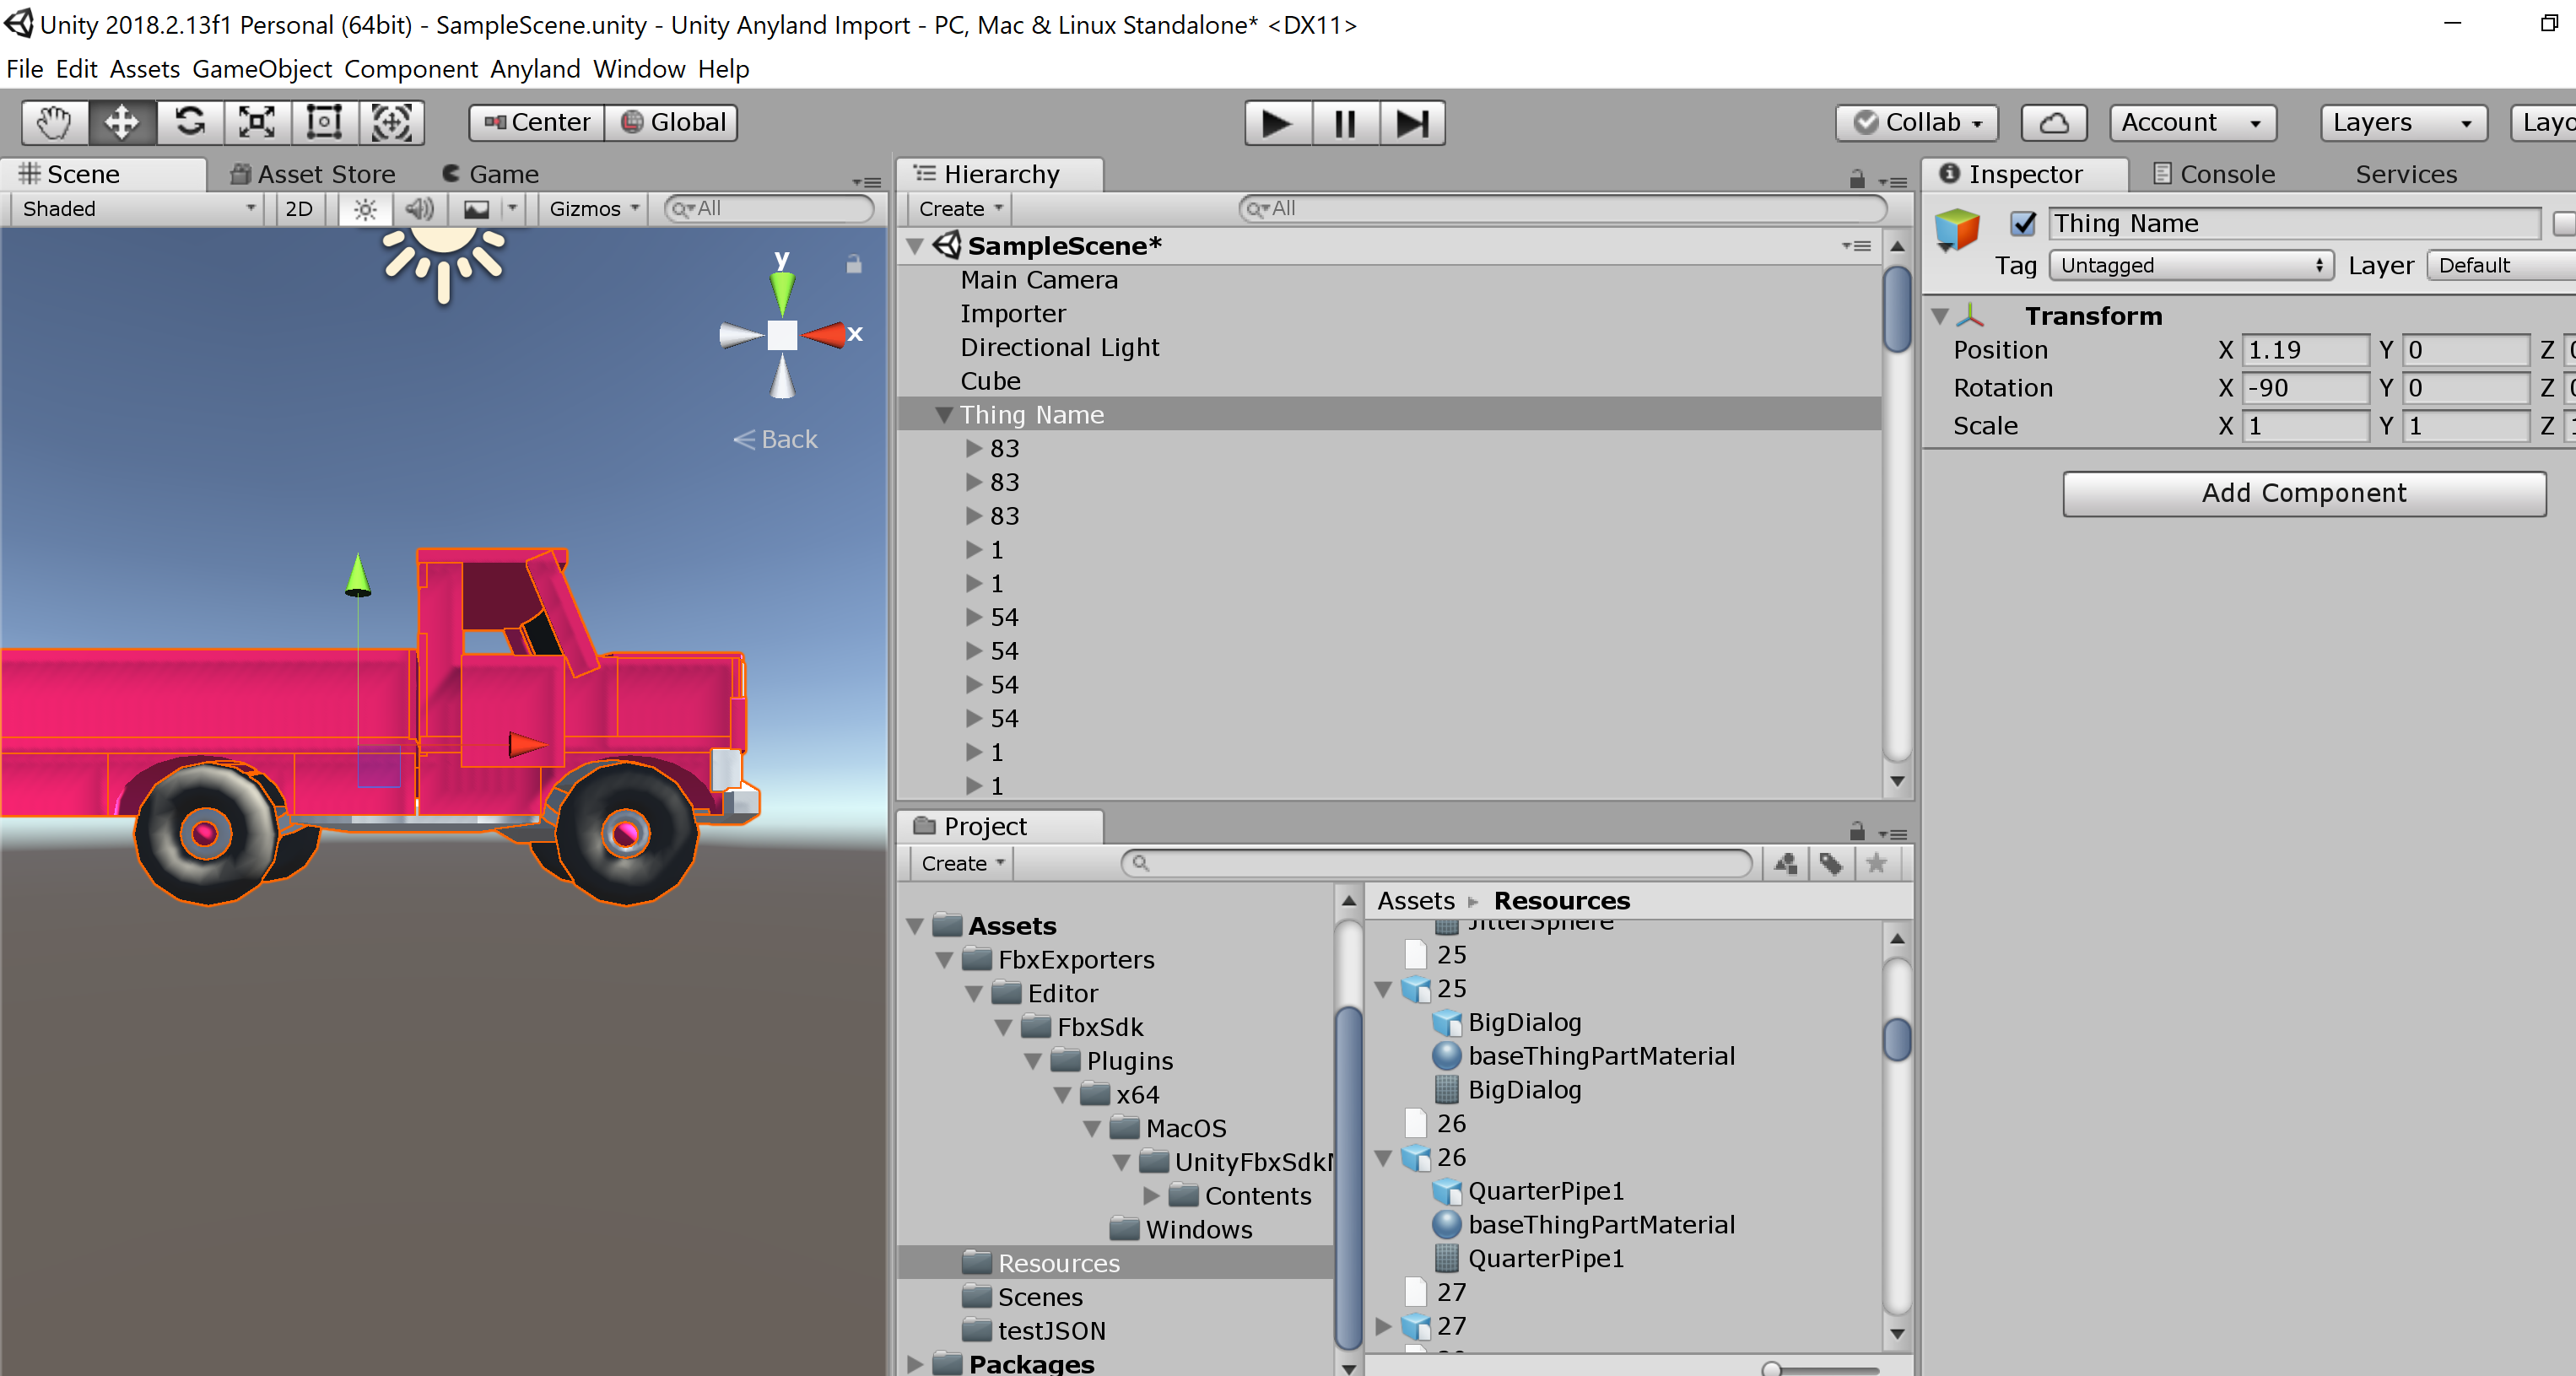 Unity 2018.2.13f1 Personal (64bit) - SampleScene.unity - Unity Anyland Import - PC, Mac & Linux Standalone* <DX11>
File Edit Assets GameObject Component Anyland Window Help
Center Global Collab Account Layers
Scene Asset Store Game
Shaded 2D Gizmos All
y
x
Back
Hierarchy
Create All
SampleScene*
Main Camera
Importer
Directional Light
Cube
Thing Name
83
83
83
1
1
54
54
54
54
1
1
Project
Create
Assets
FbxExporters
Editor
FbxSdk
Plugins
x64
MacOS
UnityFbxSdk
Contents
Windows
Resources
Scenes
testJSON
Packages
Assets Resources
JitterSphere
25
25
BigDialog
baseThingPartMaterial
BigDialog
26
26
QuarterPipe1
baseThingPartMaterial
QuarterPipe1
27
27
Inspector Console Services
Thing Name
Tag Untagged Layer Default
Transform
Position X 1.19 Y 0 Z
Rotation X -90 Y 0 Z
Scale X 1 Y 1 Z
Add Component